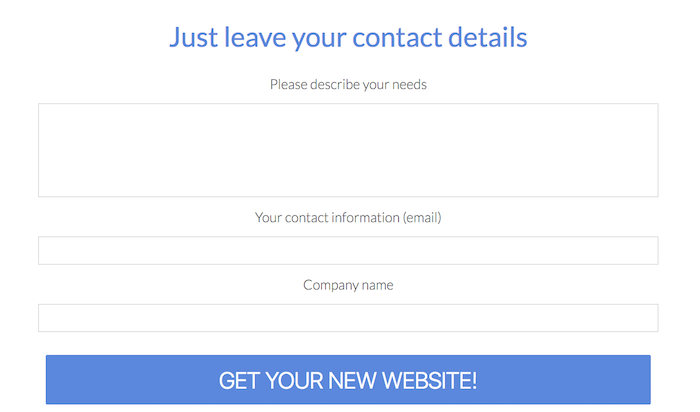 Just leave your contact details
Please describe your needs
Your contact information (email)
Company name
GET YOUR NEW WEBSITE!